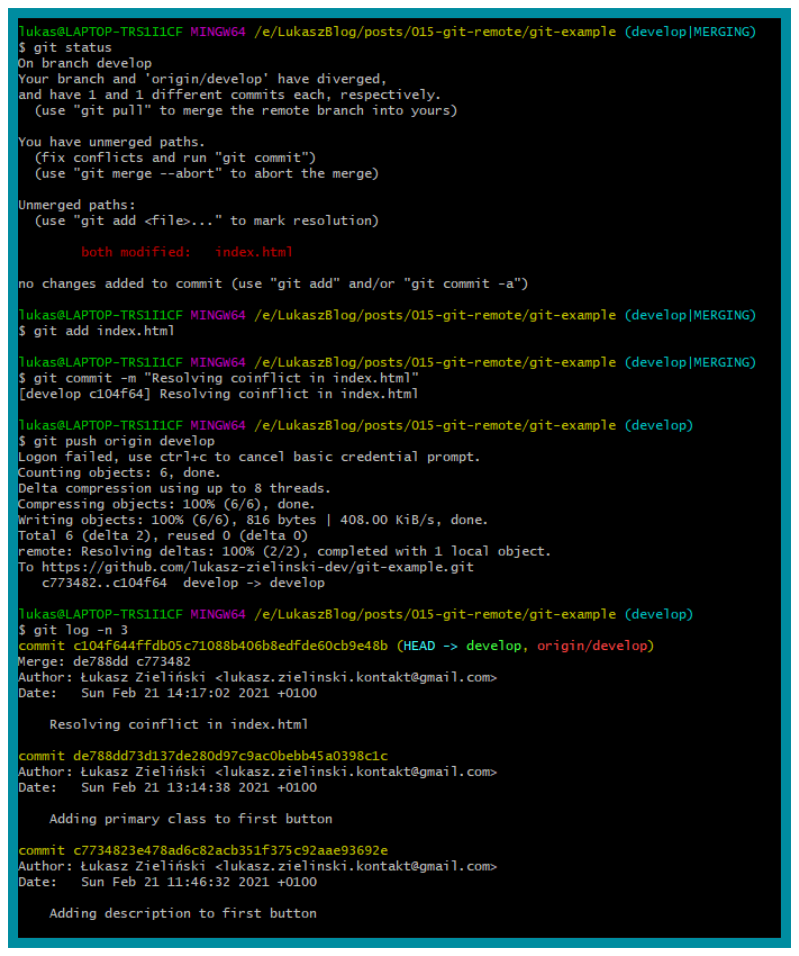 lukas@LAPTOP-TRS1I1CF MINGW64 /e/LukaszBlog/posts/015-git-remote/git-example (develop|MERGING)
$ git status
On branch develop
Your branch and 'origin/develop' have diverged,
and have 1 and 1 different commits each, respectively.
  (use "git pull" to merge the remote branch into yours)

You have unmerged paths.
  (fix conflicts and run "git commit")
  (use "git merge --abort" to abort the merge)

Unmerged paths:
  (use "git add <file>..." to mark resolution)

        both modified:   index.html

no changes added to commit (use "git add" and/or "git commit -a")

lukas@LAPTOP-TRS1I1CF MINGW64 /e/LukaszBlog/posts/015-git-remote/git-example (develop|MERGING)
$ git add index.html

lukas@LAPTOP-TRS1I1CF MINGW64 /e/LukaszBlog/posts/015-git-remote/git-example (develop|MERGING)
$ git commit -m "Resolving coinflict in index.html"
[develop c104f64] Resolving coinflict in index.html

lukas@LAPTOP-TRS1I1CF MINGW64 /e/LukaszBlog/posts/015-git-remote/git-example (develop)
$ git push origin develop
Logon failed, use ctrl+c to cancel basic credential prompt.
Counting objects: 6, done.
Delta compression using up to 8 threads.
Compressing objects: 100% (6/6), done.
Writing objects: 100% (6/6), 816 bytes | 408.00 KiB/s, done.
Total 6 (delta 2), reused 0 (delta 0)
remote: Resolving deltas: 100% (2/2), completed with 1 local object.
To https://github.com/lukasz-zielinski-dev/git-example.git
   c773482..c104f64  develop -> develop

lukas@LAPTOP-TRS1I1CF MINGW64 /e/LukaszBlog/posts/015-git-remote/git-example (develop)
$ git log -n 3
commit c104f644ffdb05c71088b406b8edfde60cb9e48b (HEAD -> develop, origin/develop)
Merge: de788dd c773482
Author: Łukasz Zieliński <lukasz.zielinski.kontakt@gmail.com>
Date:   Sun Feb 21 14:17:02 2021 +0100

    Resolving coinflict in index.html

commit de788dd73d137de280d97c9ac0bebb45a0398c1c
Author: Łukasz Zieliński <lukasz.zielinski.kontakt@gmail.com>
Date:   Sun Feb 21 13:14:38 2021 +0100

    Adding primary class to first button

commit c7734823e478ad6c82acb351f375c92aae93692e
Author: Łukasz Zieliński <lukasz.zielinski.kontakt@gmail.com>
Date:   Sun Feb 21 11:46:32 2021 +0100

    Adding description to first button